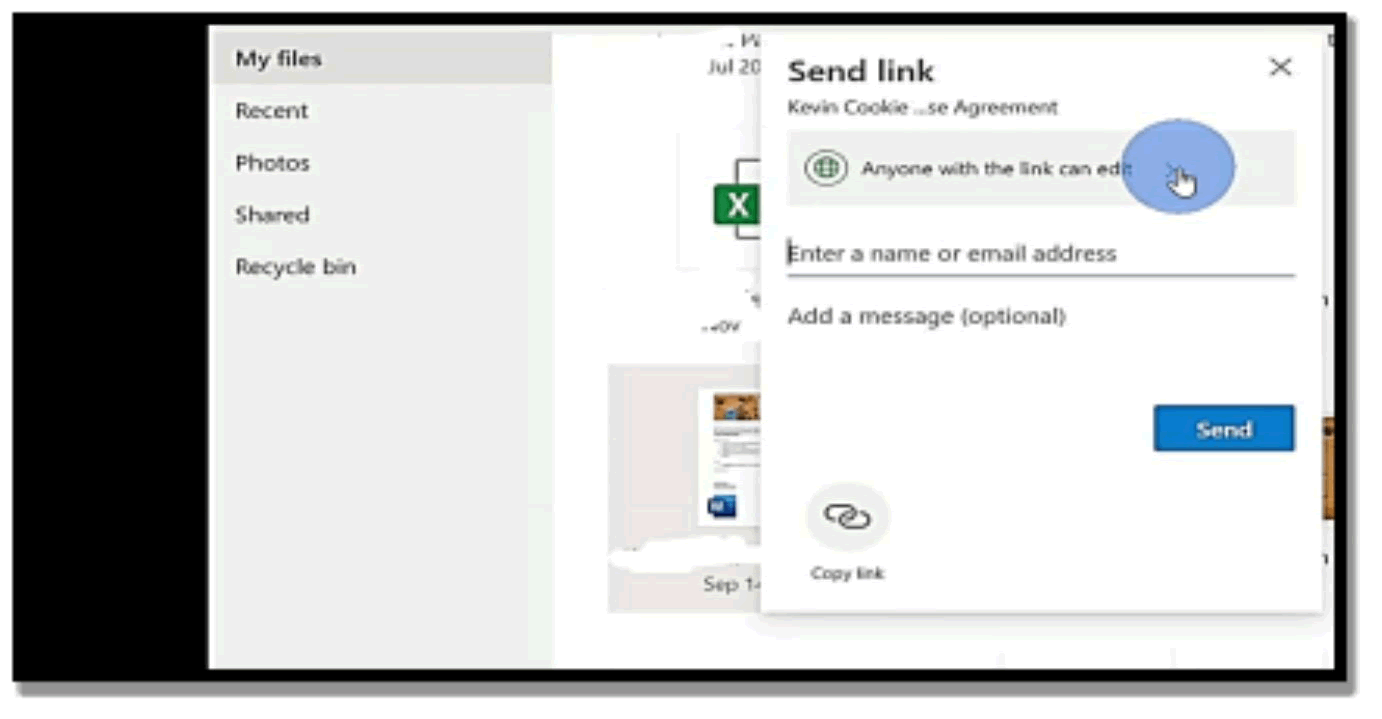 My files
Recent
Photos
Shared
Recycle bin
Jul 20
X
Sep 14
Send link
Kevin Cookie ...se Agreement
Anyone with the link can edit
Enter a name or email address
Add a message (optional)
Send
Copy link